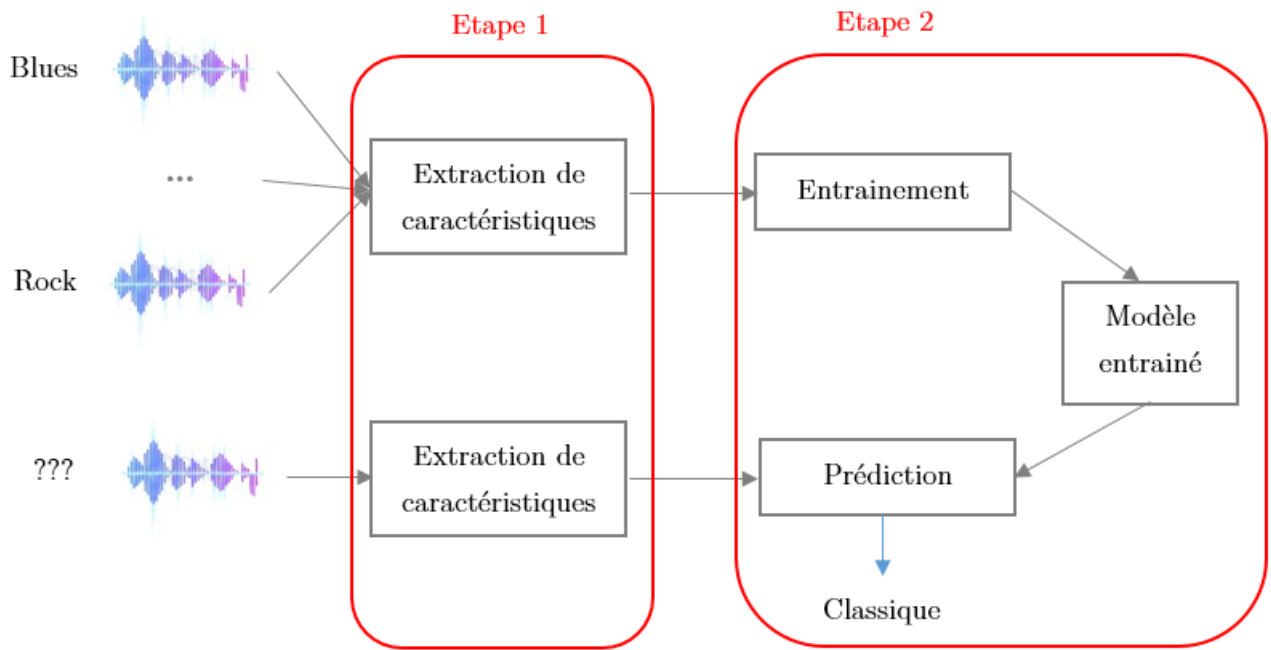 Etape 1
Etape 2
Blues
...
Rock
???
Extraction de
caractéristiques
Extraction de
caractéristiques
Entrainement
Modèle
entrainé
Prédiction
Classique